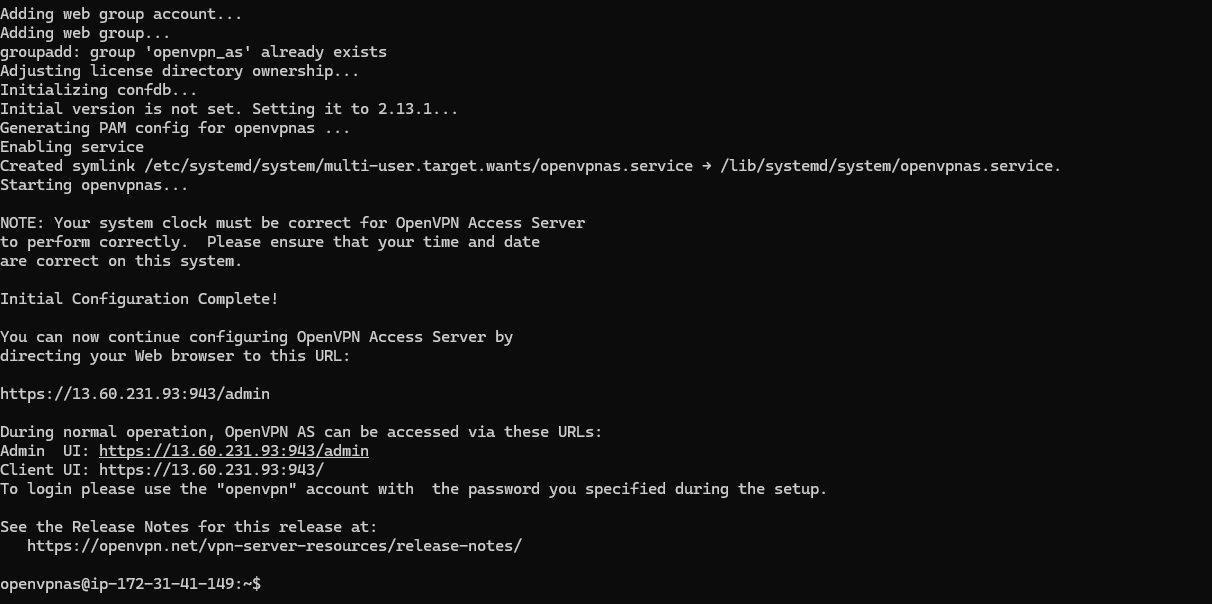 Adding web group account...
Adding web group...
groupadd: group 'openvpn_as' already exists
Adjusting license directory ownership...
Initializing confdb...
Initial version is not set. Setting it to 2.13.1...
Generating PAM config for openvpnas ...
Enabling service
Created symlink /etc/systemd/system/multi-user.target.wants/openvpnas.service → /lib/systemd/system/openvpnas.service.
Starting openvpnas...

NOTE: Your system clock must be correct for OpenVPN Access Server
to perform correctly.  Please ensure that your time and date
are correct on this system.

Initial Configuration Complete!

You can now continue configuring OpenVPN Access Server by
directing your Web browser to this URL:

https://13.60.231.93:943/admin

During normal operation, OpenVPN AS can be accessed via these URLs:
Admin  UI: https://13.60.231.93:943/admin
Client UI: https://13.60.231.93:943/
To login please use the "openvpn" account with  the password you specified during the setup.

See the Release Notes for this release at:
   https://openvpn.net/vpn-server-resources/release-notes/

openvpnas@ip-172-31-41-149:~$